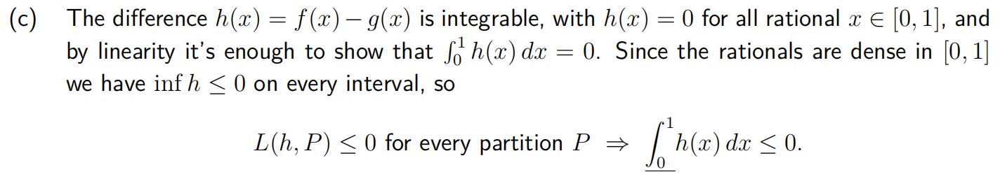 (c) The difference h(x) = f(x) − g(x) is integrable, with h(x) = 0 for all rational x ∈ [0, 1], and
by linearity it's enough to show that ∫₀¹ h(x) dx = 0. Since the rationals are dense in [0, 1]
we have inf h ≤ 0 on every interval, so
L(h, P) ≤ 0 for every partition P ⇒ ∫̲₀¹ h(x) dx ≤ 0.